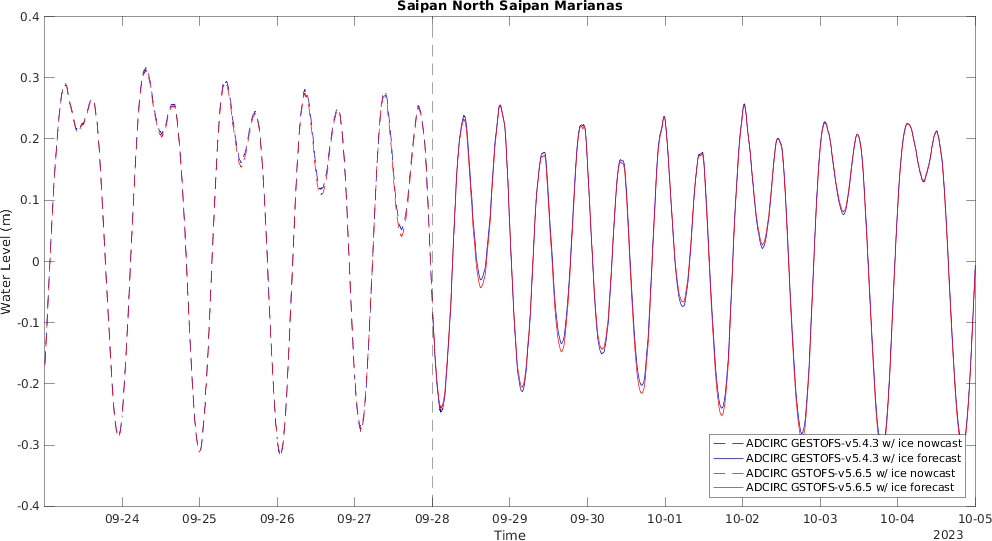 Saipan North Saipan Marianas
0.4
0.3
0.2
0.1
0
-0.1
-0.2
-0.3
-0.4
Water Level (m)
09-24 09-25 09-26 09-27 09-28 09-29 09-30 10-01 10-02 10-03 10-04 10-05
Time
2023
ADCIRC GESTOFS-v5.4.3 w/ ice nowcast
ADCIRC GESTOFS-v5.4.3 w/ ice forecast
ADCIRC GSTOFS-v5.6.5 w/ ice nowcast
ADCIRC GSTOFS-v5.6.5 w/ ice forecast